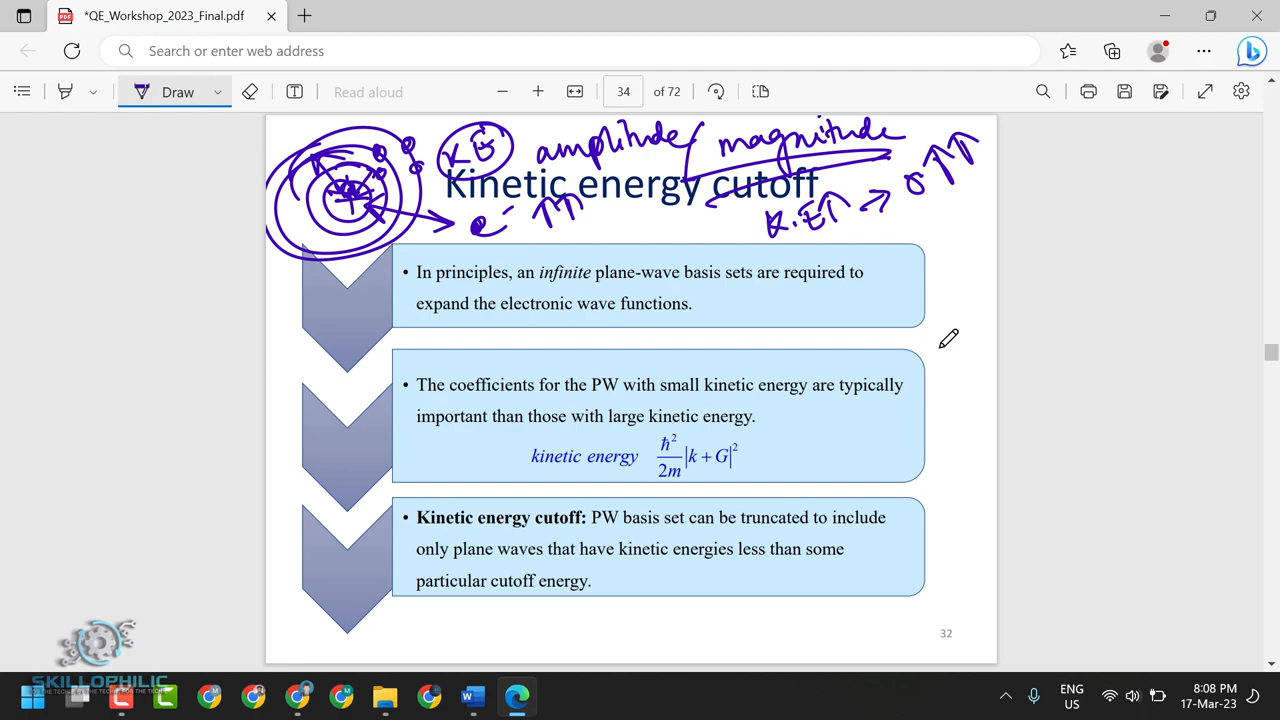 *QE_Workshop_2023_Final.pdf
Search or enter web address
Draw
Read aloud
34 of 72
amplitude/ magnitude
Kinetic energy cutoff
e⁻ ↑↑
K.E↑ → σ ↑↑
• In principles, an infinite plane-wave basis sets are required to
expand the electronic wave functions.
• The coefficients for the PW with small kinetic energy are typically
important than those with large kinetic energy.
kinetic energy ħ²/2m |k + G|²
• Kinetic energy cutoff: PW basis set can be truncated to include
only plane waves that have kinetic energies less than some
particular cutoff energy.
32
SKILLOPHILIC
ENG
US
8:08 PM
17-Mar-23